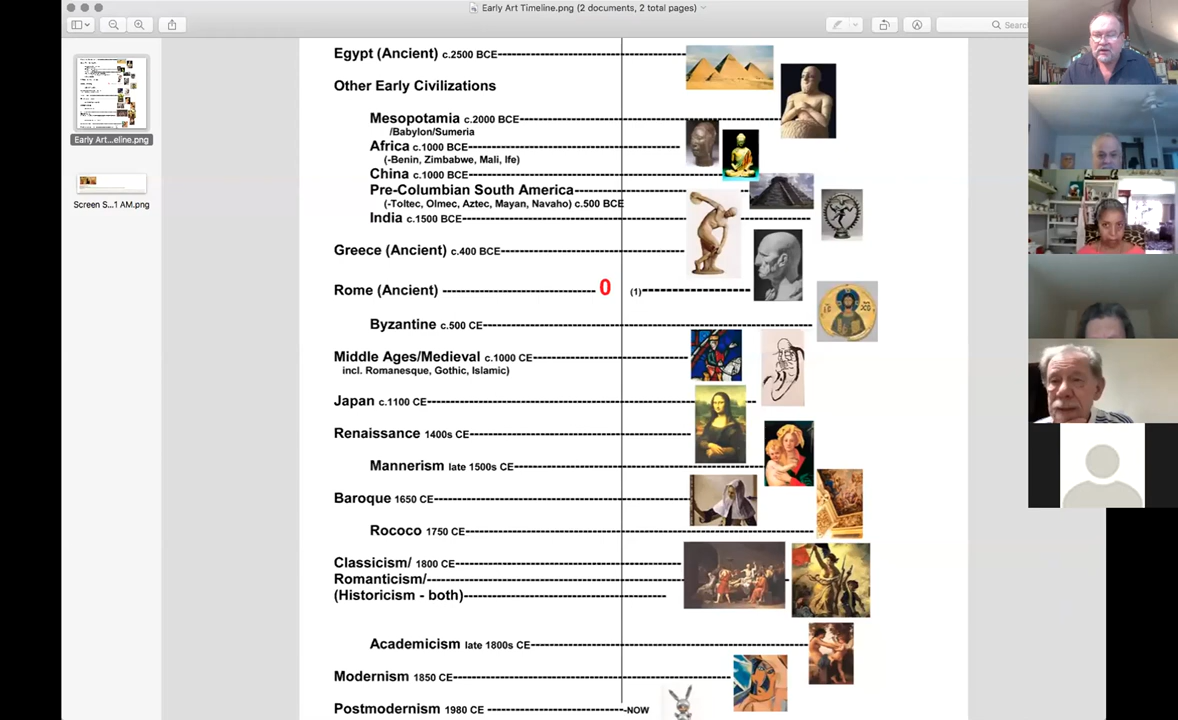 Early Art Timeline.png (2 documents, 2 total pages)
Search
Early Art...eline.png
Screen S...1 AM.png
Egypt (Ancient) c.2500 BCE
Other Early Civilizations
Mesopotamia c.2000 BCE
/Babylon/Sumeria
Africa c.1000 BCE
(-Benin, Zimbabwe, Mali, Ife)
China c.1000 BCE
Pre-Columbian South America
(-Toltec, Olmec, Aztec, Mayan, Navaho) c.500 BCE
India c.1500 BCE
Greece (Ancient) c.400 BCE
Rome (Ancient) 0 (1)
Byzantine c.500 CE
Middle Ages/Medieval c.1000 CE
incl. Romanesque, Gothic, Islamic)
Japan c.1100 CE
Renaissance 1400s CE
Mannerism late 1500s CE
Baroque 1650 CE
Rococo 1750 CE
Classicism/ 1800 CE
Romanticism/
(Historicism - both)
Academicism late 1800s CE
Modernism 1850 CE
Postmodernism 1980 CE -NOW